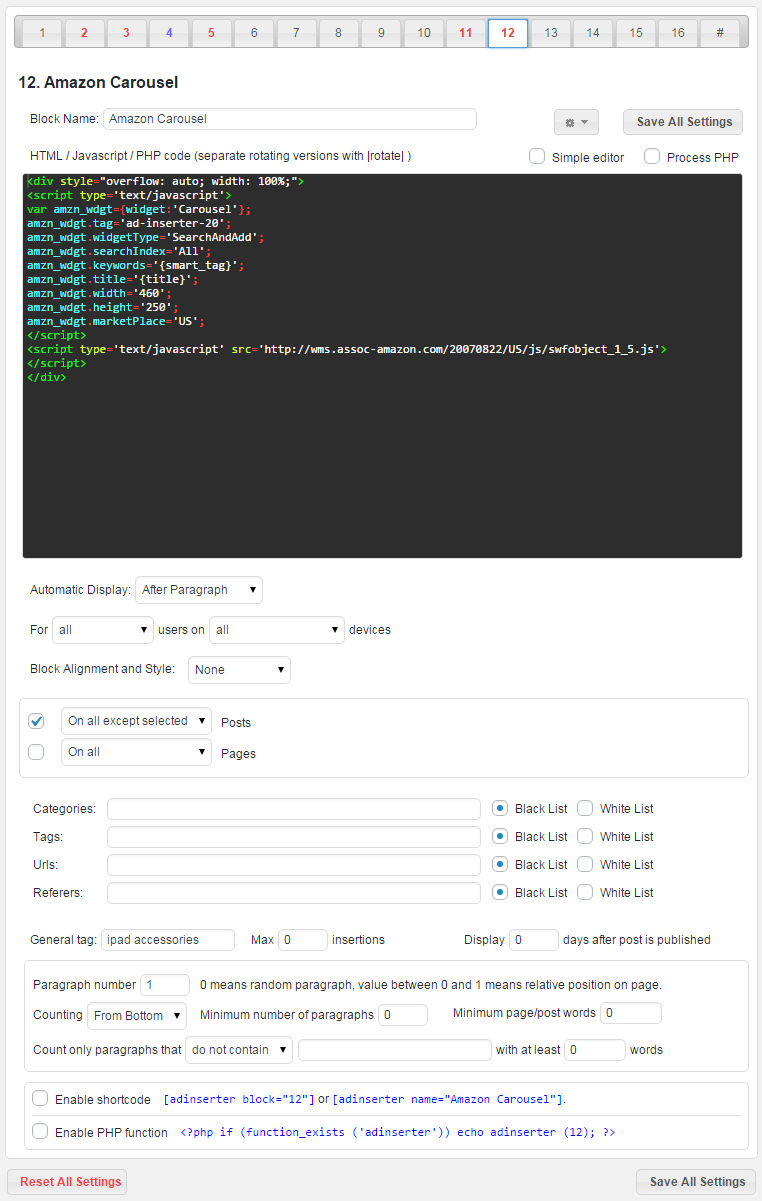 1 2 3 4 5 6 7 8 9 10 11 12 13 14 15 16 #
12. Amazon Carousel
Block Name: Amazon Carousel Save All Settings
HTML / Javascript / PHP code (separate rotating versions with |rotate| ) Simple editor Process PHP
<div style="overflow: auto; width: 100%;">
<script type='text/javascript'>
var amzn_wdgt={widget:'Carousel'};
amzn_wdgt.tag='ad-inserter-20';
amzn_wdgt.widgetType='SearchAndAdd';
amzn_wdgt.searchIndex='All';
amzn_wdgt.keywords='{smart_tag}';
amzn_wdgt.title='{title}';
amzn_wdgt.width='460';
amzn_wdgt.height='250';
amzn_wdgt.marketPlace='US';
</script>
<script type='text/javascript' src='http://wms.assoc-amazon.com/20070822/US/js/swfobject_1_5.js'>
</script>
</div>
Automatic Display: After Paragraph
For all users on all devices
Block Alignment and Style: None
On all except selected Posts
On all Pages
Categories: Black List White List
Tags: Black List White List
Urls: Black List White List
Referers: Black List White List
General tag: ipad accessories Max 0 insertions Display 0 days after post is published
Paragraph number 1 0 means random paragraph, value between 0 and 1 means relative position on page.
Counting From Bottom Minimum number of paragraphs 0 Minimum page/post words 0
Count only paragraphs that do not contain with at least 0 words
Enable shortcode [adinserter block="12"] or [adinserter name="Amazon Carousel"].
Enable PHP function <?php if (function_exists ('adinserter')) echo adinserter (12); ?>
Reset All Settings Save All Settings